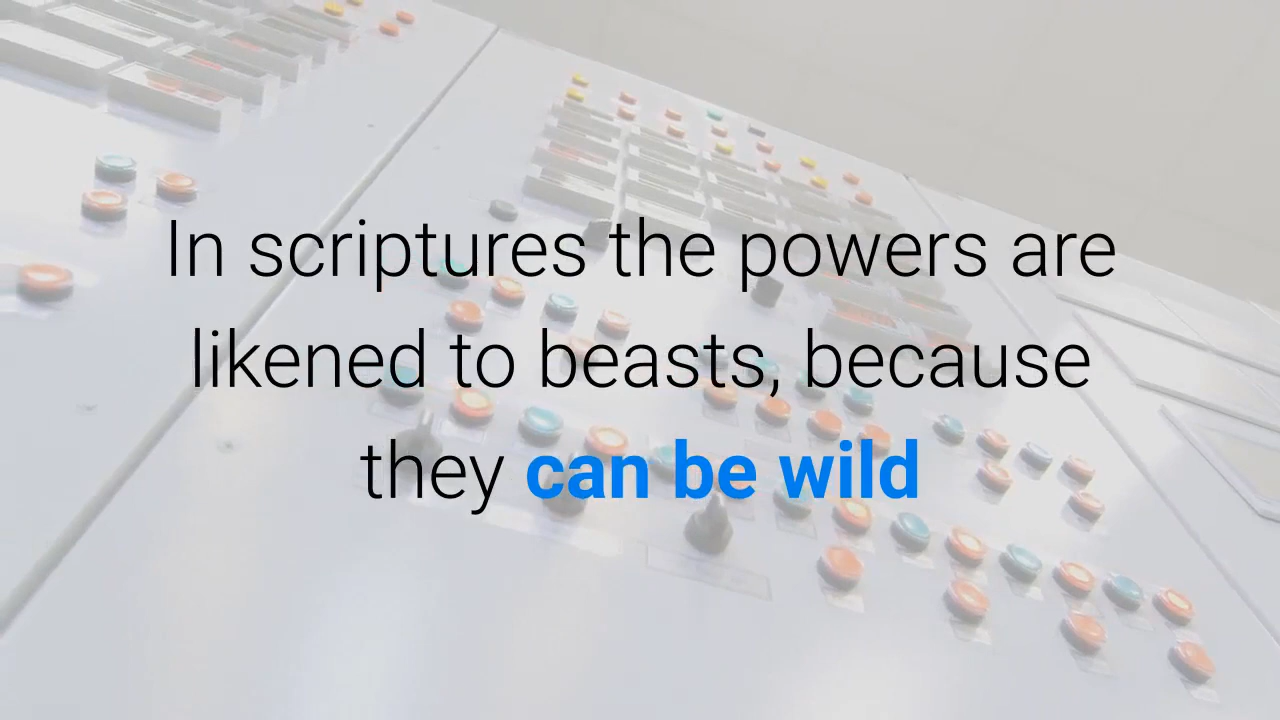 In scriptures the powers are
likened to beasts, because
they can be wild